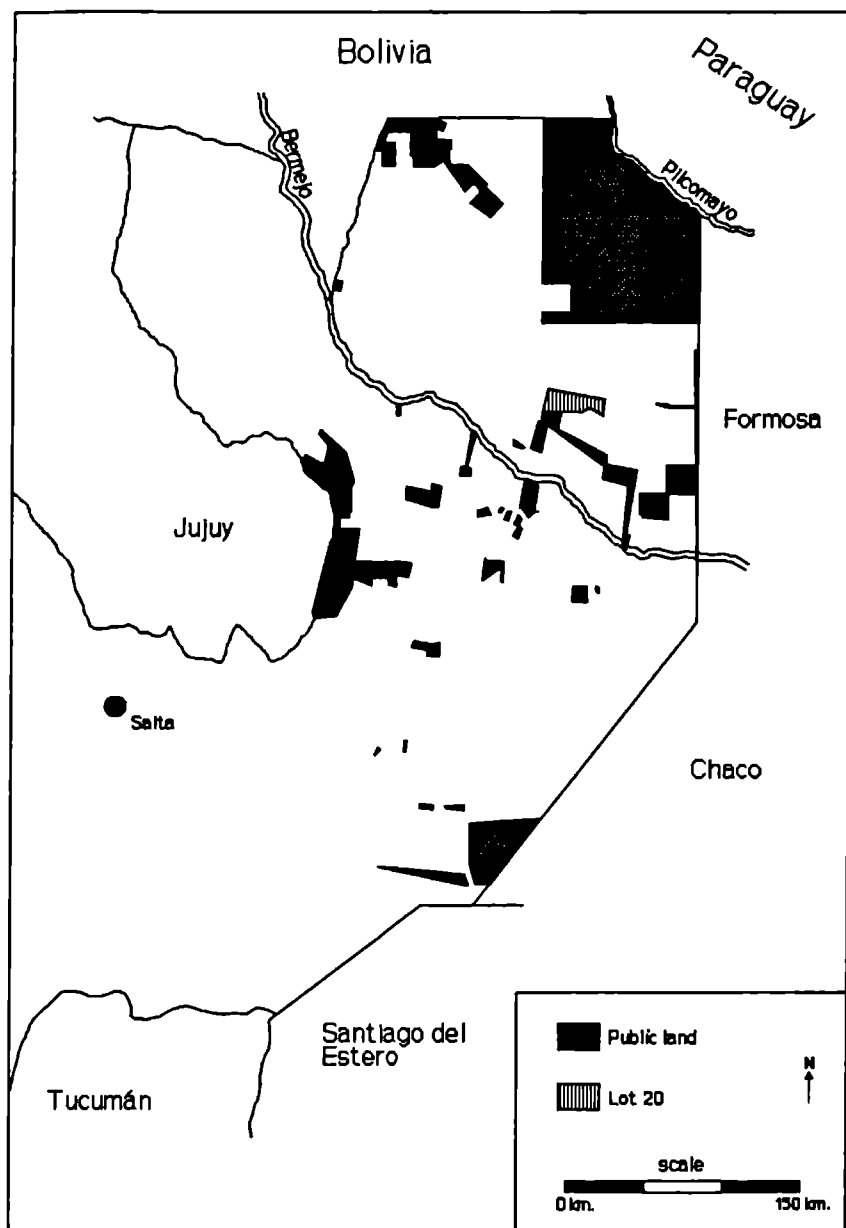 Bolivia
Paraguay
Bermejo
Pilcomayo
Formosa
Jujuy
Salta
Chaco
Santiago del
Estero
Tucumán
Public land
Lot 20
N
scale
0 km.
150 km.